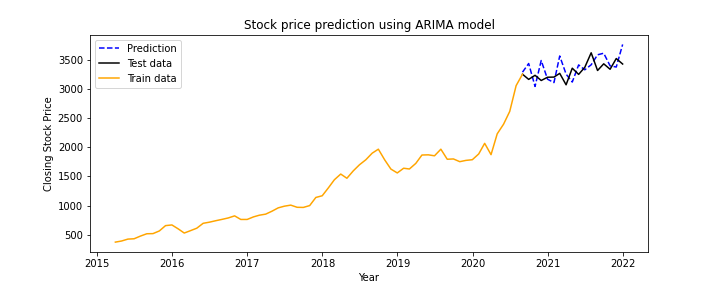 Stock price prediction using ARIMA model
Prediction
Test data
Train data
Closing Stock Price
3500
3000
2500
2000
1500
1000
500
2015
2016
2017
2018
2019
2020
2021
2022
Year